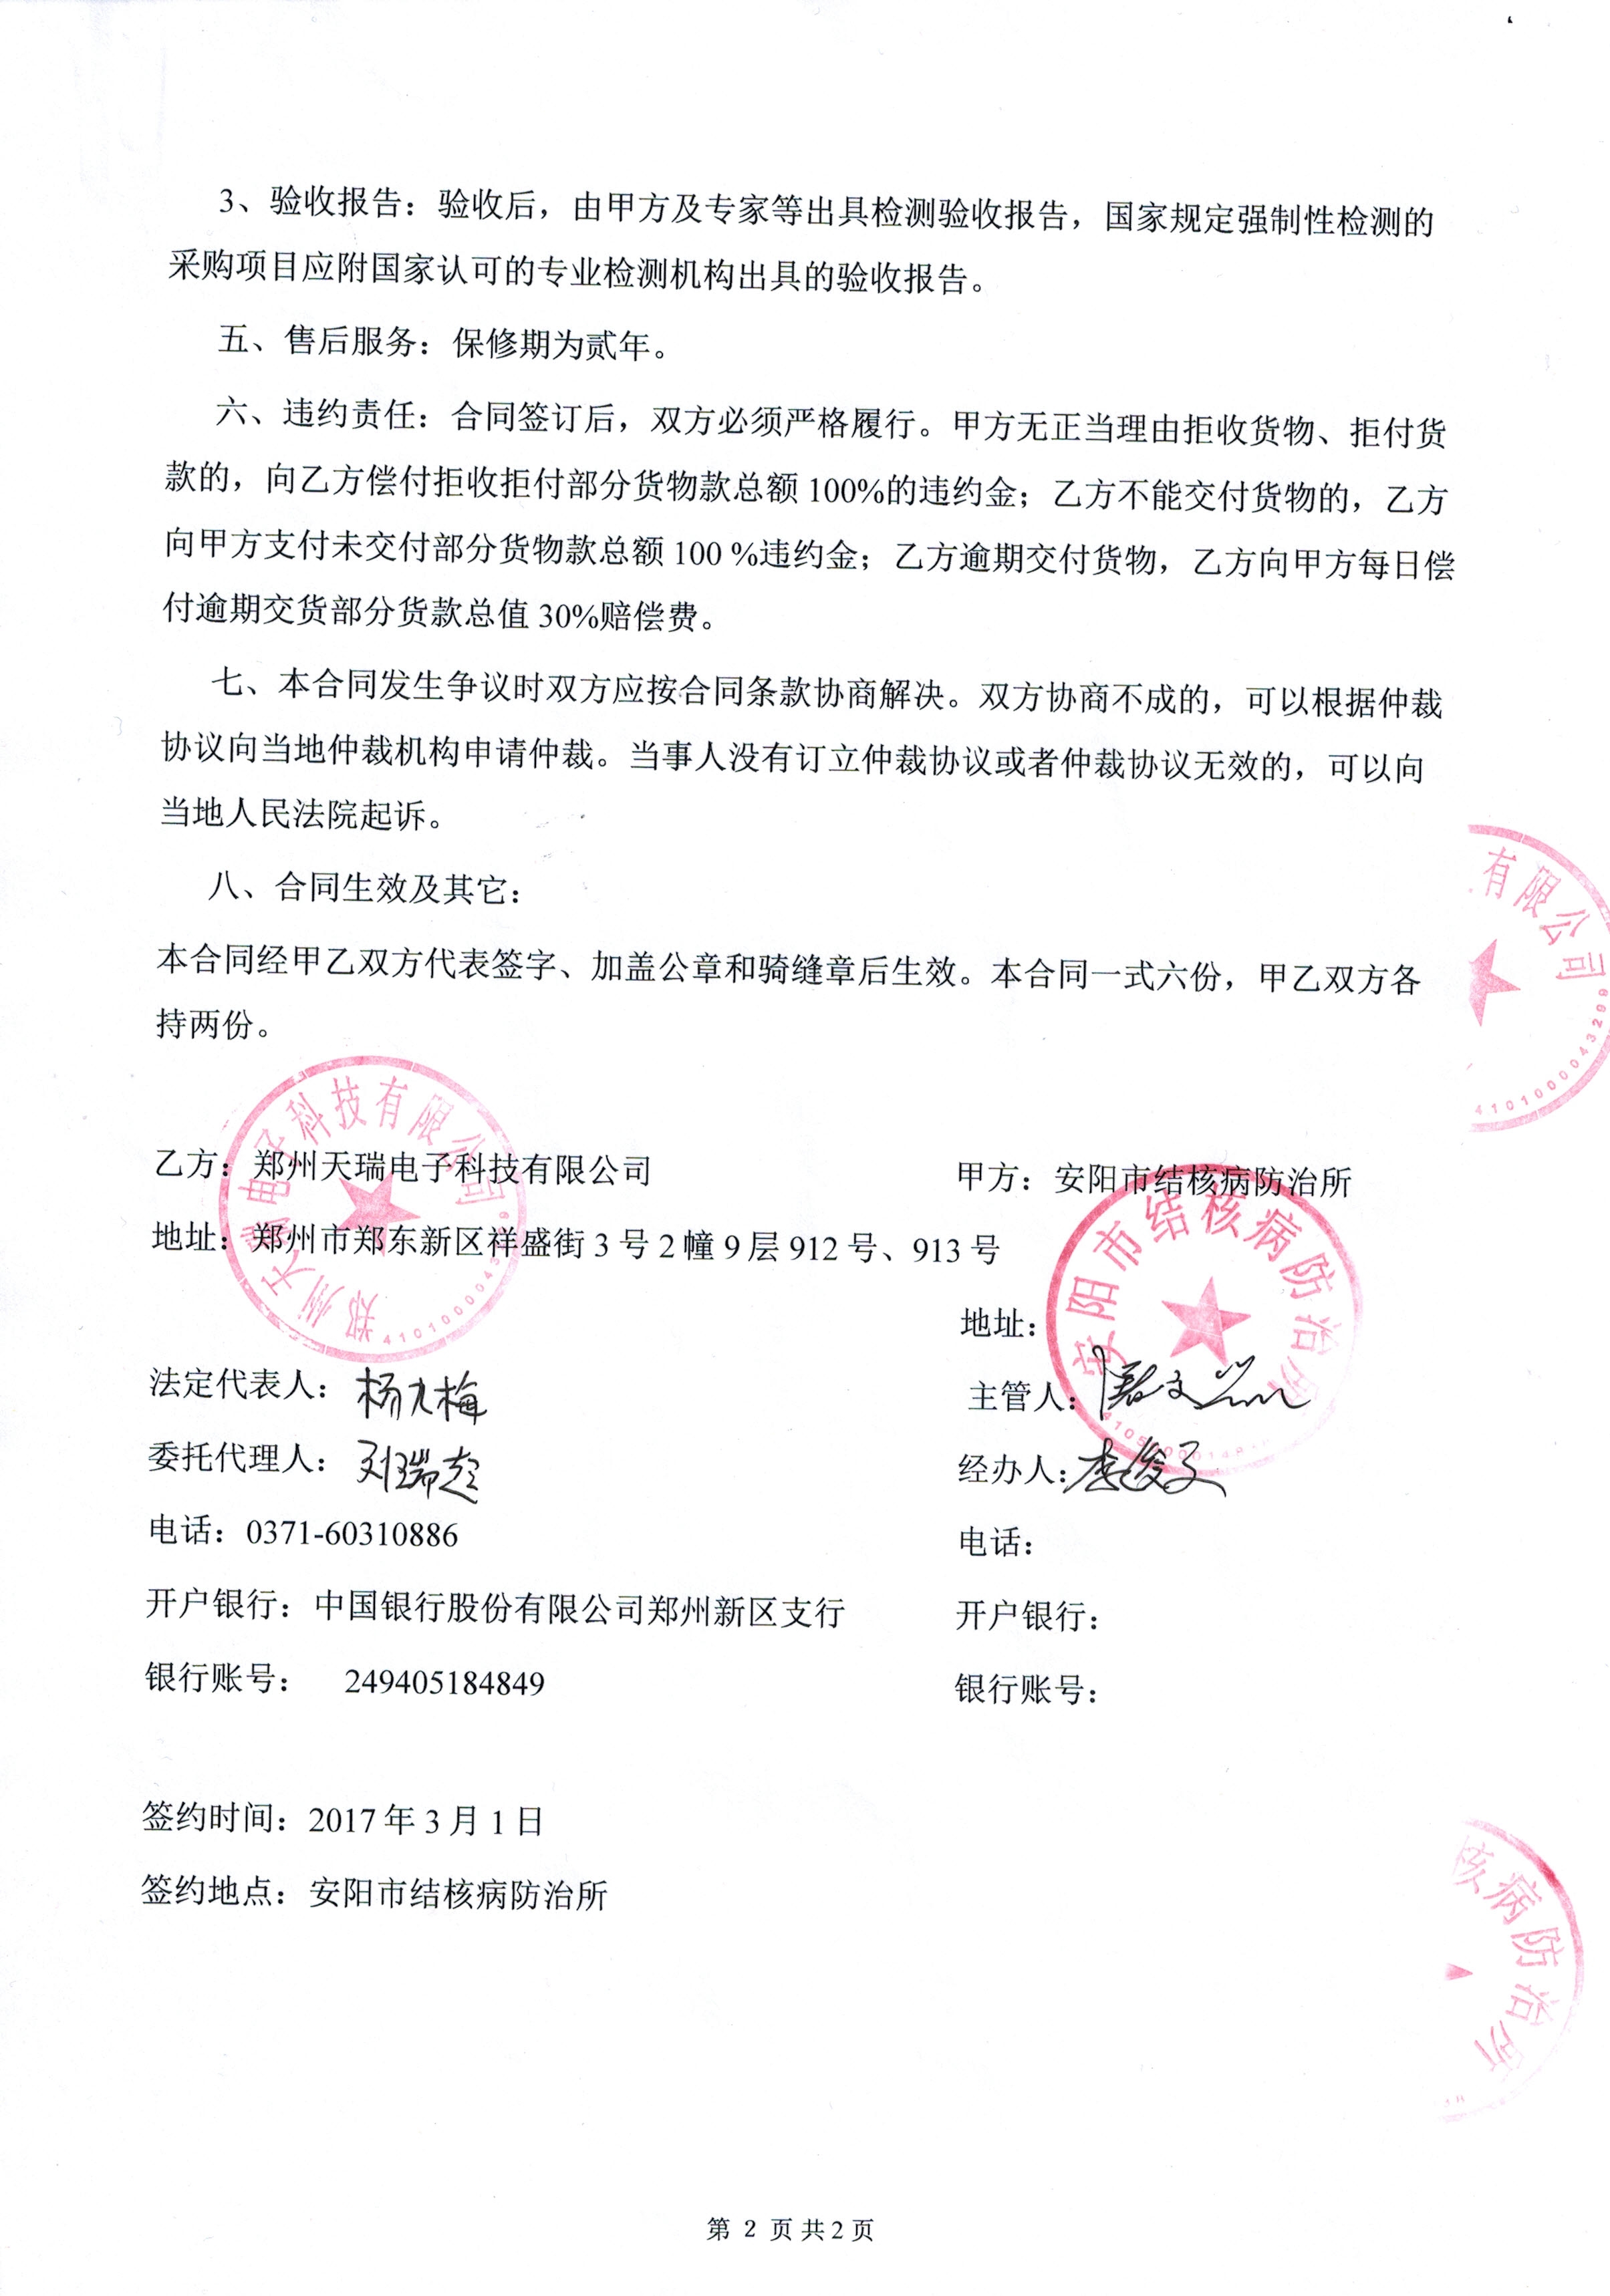 3、验收报告：验收后，由甲方及专家等出具检测验收报告，国家规定强制性检测的
采购项目应附国家认可的专业检测机构出具的验收报告。
五、售后服务：保修期为贰年。
六、违约责任：合同签订后，双方必须严格履行。甲方无正当理由拒收货物、拒付货
款的，向乙方偿付拒收拒付部分货物款总额 100%的违约金；乙方不能交付货物的，乙方
向甲方支付未交付部分货物款总额 100 %违约金；乙方逾期交付货物，乙方向甲方每日偿
付逾期交货部分货款总值 30%赔偿费。
七、本合同发生争议时双方应按合同条款协商解决。双方协商不成的，可以根据仲裁
协议向当地仲裁机构申请仲裁。当事人没有订立仲裁协议或者仲裁协议无效的，可以向
当地人民法院起诉。
八、合同生效及其它：
本合同经甲乙双方代表签字、加盖公章和骑缝章后生效。本合同一式六份，甲乙双方各
持两份。
有限公司
4101000043299
乙方：郑州天瑞电子科技有限公司
甲方：安阳市结核病防治所
地址：郑州市郑东新区祥盛街 3 号 2 幢 9 层 912 号、913 号
郑州天瑞电子科技有限公司
地址：
安阳市结核病防治所
法定代表人：
主管人：
委托代理人：刘瑞超
经办人：李俊子
电话：0371-60310886
电话：
开户银行：中国银行股份有限公司郑州新区支行
开户银行：
银行账号： 249405184849
银行账号：
签约时间：2017 年 3 月 1 日
签约地点：安阳市结核病防治所
核病防治所
第 2 页 共 2 页